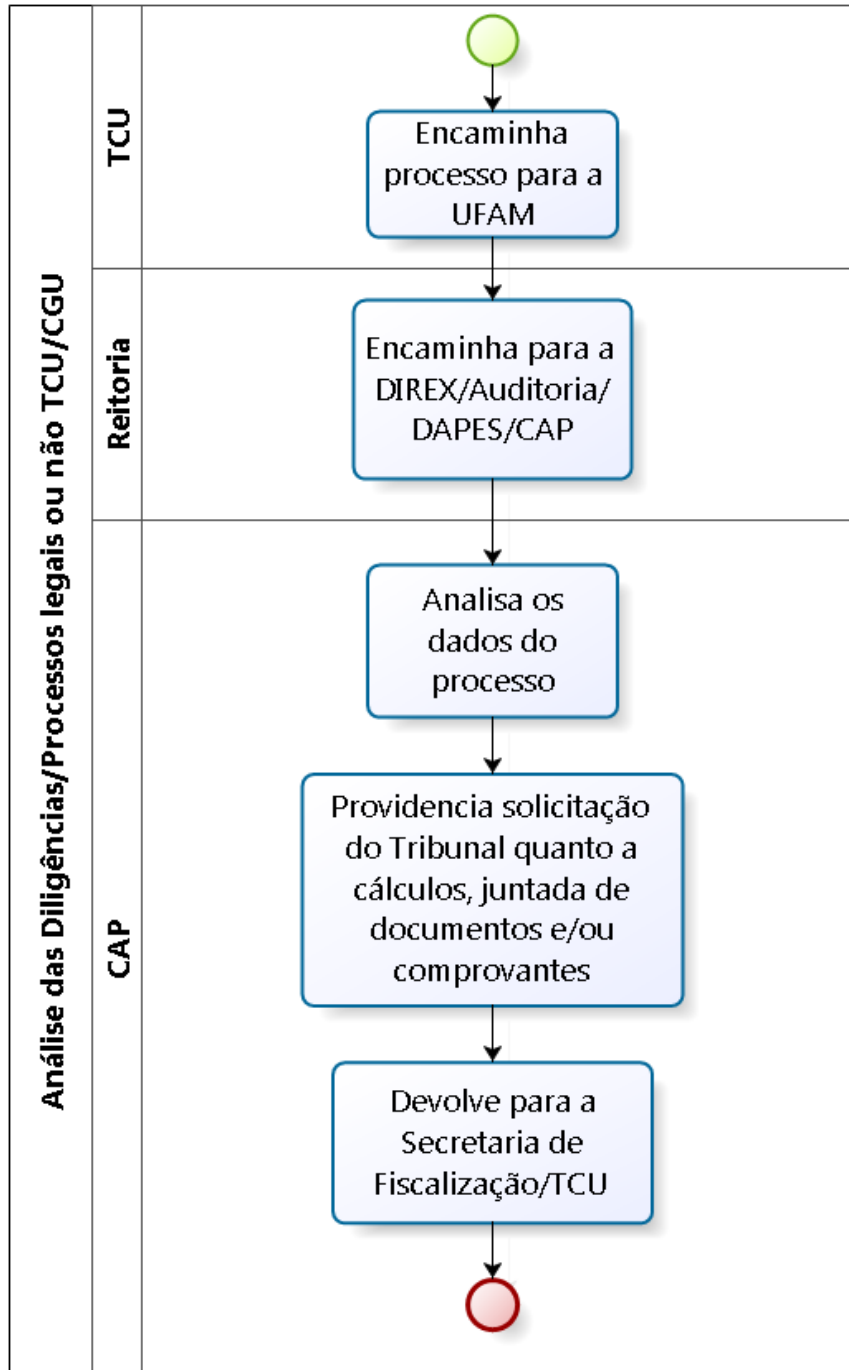 Análise das Diligências/Processos legais ou não TCU/CGU
TCU
Encaminha
processo para a
UFAM
Reitoria
Encaminha para a
DIREX/Auditoria/
DAPES/CAP
CAP
Analisa os
dados do
processo
Providencia solicitação
do Tribunal quanto a
cálculos, juntada de
documentos e/ou
comprovantes
Devolve para a
Secretaria de
Fiscalização/TCU